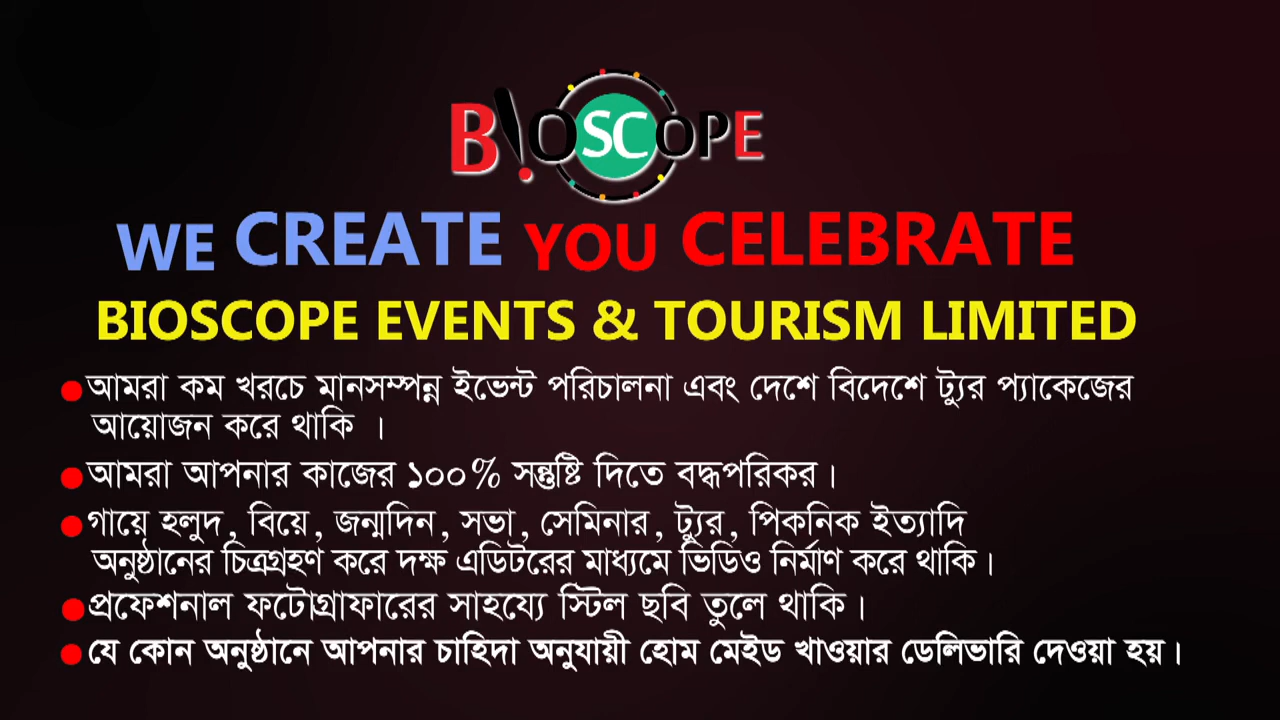 BIOSCOPE
WE CREATE YOU CELEBRATE
BIOSCOPE EVENTS & TOURISM LIMITED
আমরা কম খরচে মানসম্পন্ন ইভেন্ট পরিচালনা এবং দেশে বিদেশে ট্যুর প্যাকেজের
আয়োজন করে থাকি ।
আমরা আপনার কাজের ১০০% সন্তুষ্টি দিতে বদ্ধপরিকর।
গায়ে হলুদ, বিয়ে, জন্মদিন, সভা, সেমিনার, ট্যুর, পিকনিক ইত্যাদি
অনুষ্ঠানের চিত্রগ্রহণ করে দক্ষ এডিটরের মাধ্যমে ভিডিও নির্মাণ করে থাকি।
প্রফেশনাল ফটোগ্রাফারের সাহয্যে স্টিল ছবি তুলে থাকি।
যে কোন অনুষ্ঠানে আপনার চাহিদা অনুযায়ী হোম মেইড খাওয়ার ডেলিভারি দেওয়া হয়।